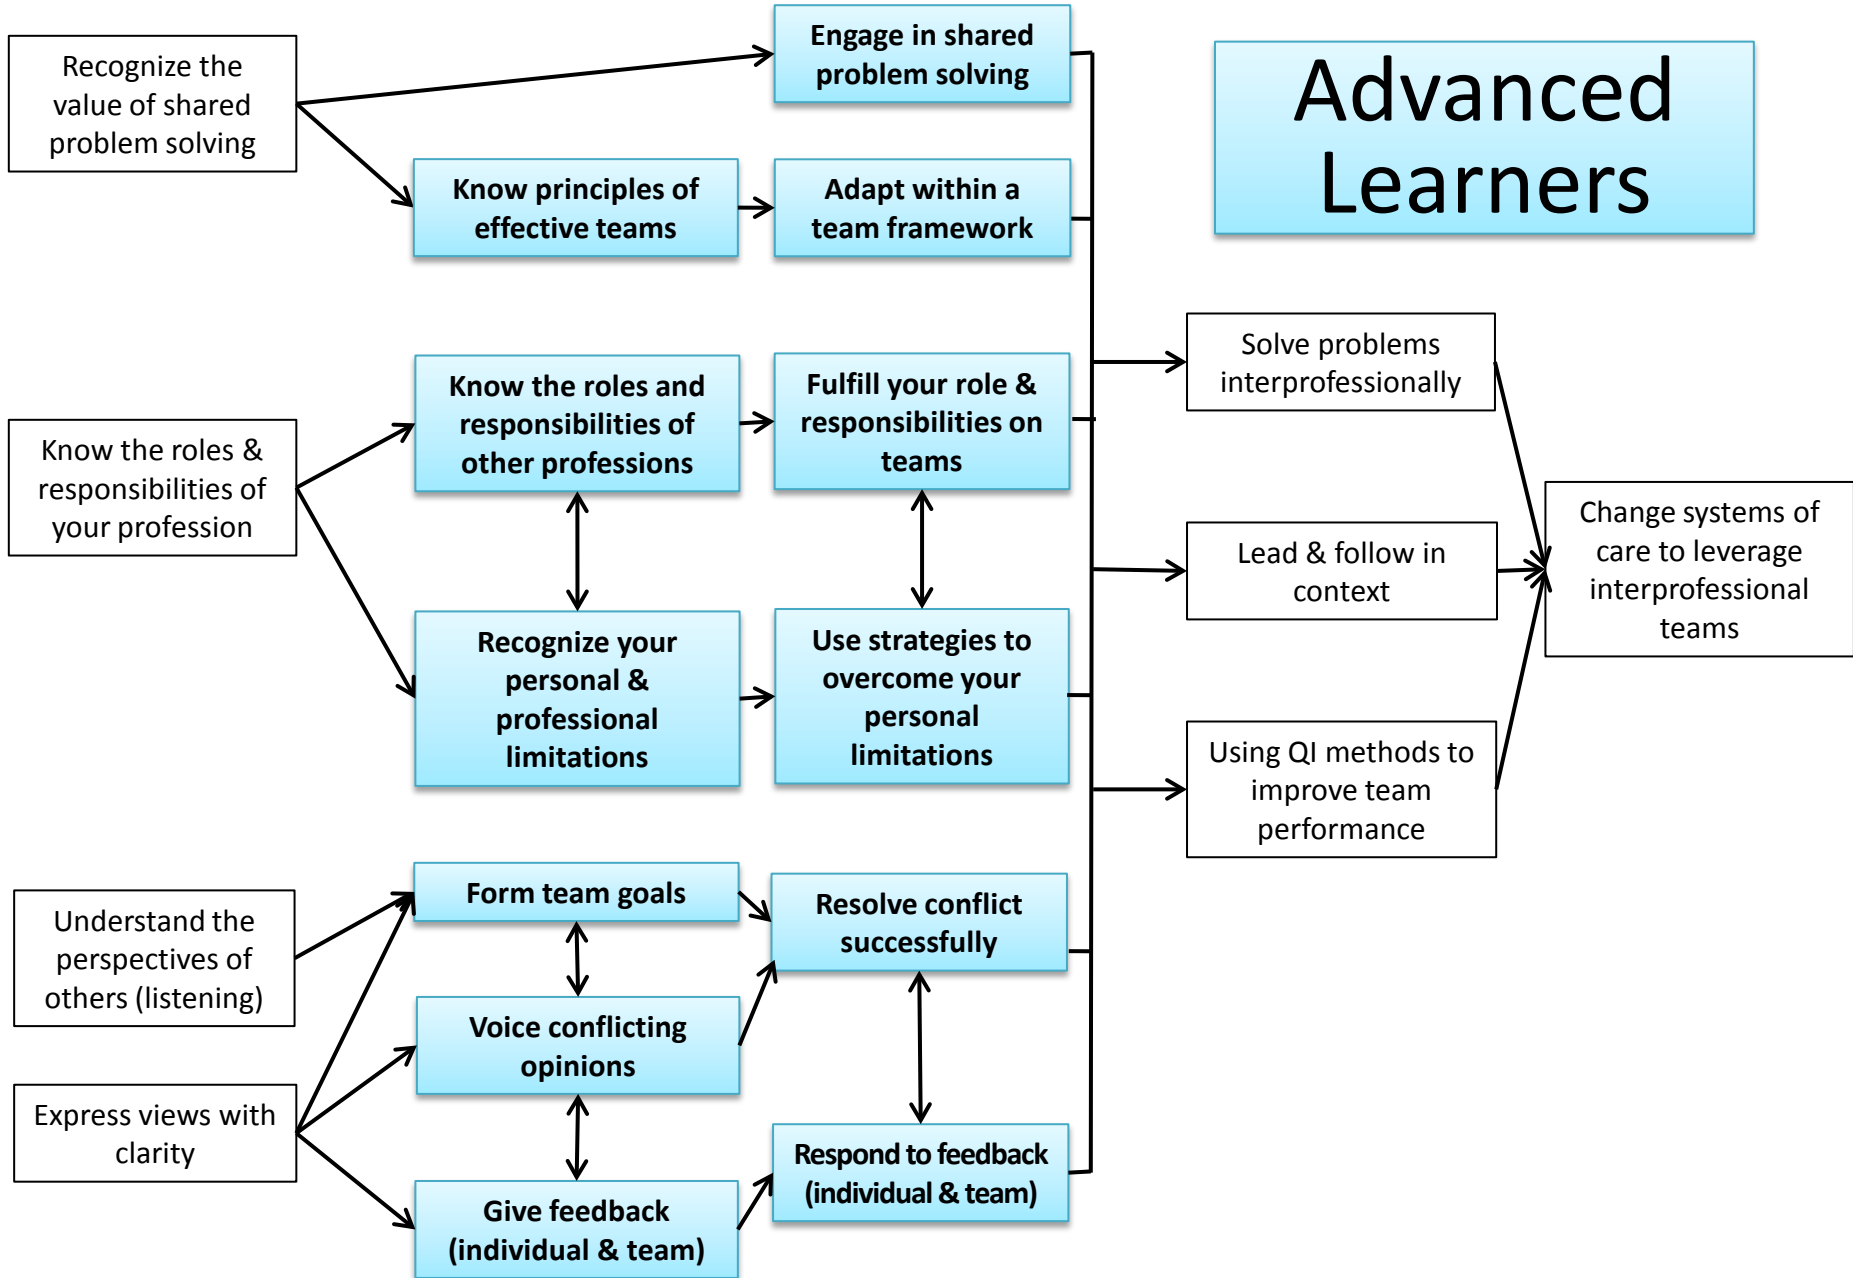 Recognize the
value of shared
problem solving
Engage in shared
problem solving
Advanced
Learners
Know principles of
effective teams
Adapt within a
team framework
Know the roles &
responsibilities of
your profession
Know the roles and
responsibilities of
other professions
Fulfill your role &
responsibilities on
teams
Recognize your
personal &
professional
limitations
Use strategies to
overcome your
personal
limitations
Solve problems
interprofessionally
Lead & follow in
context
Using QI methods to
improve team
performance
Change systems of
care to leverage
interprofessional
teams
Understand the
perspectives of
others (listening)
Express views with
clarity
Form team goals
Voice conflicting
opinions
Give feedback
(individual & team)
Resolve conflict
successfully
Respond to feedback
(individual & team)